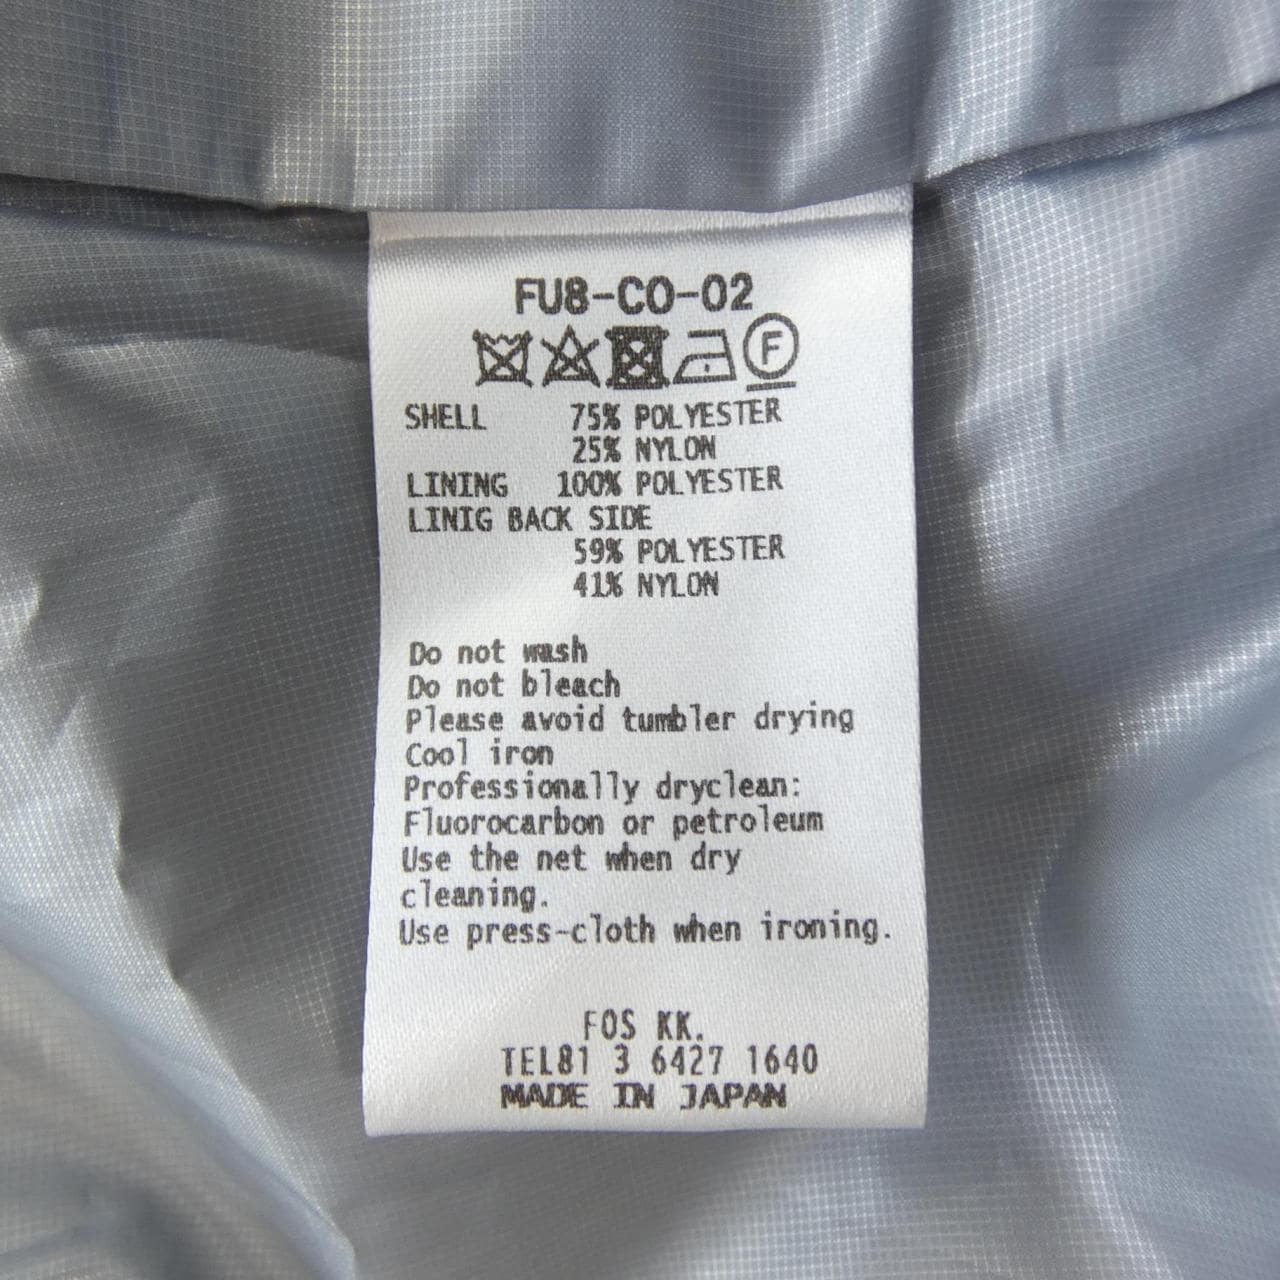 FU8-CO-02
F
SHELL 75% POLYESTER
25% NYLON
LINING 100% POLYESTER
LINIG BACK SIDE
59% POLYESTER
41% NYLON
Do not wash
Do not bleach
Please avoid tumbler drying
Cool iron
Professionally dryclean:
Fluorocarbon or petroleum
Use the net when dry
cleaning.
Use press-cloth when ironing.
FOS KK.
TEL81 3 6427 1640
MADE IN JAPAN